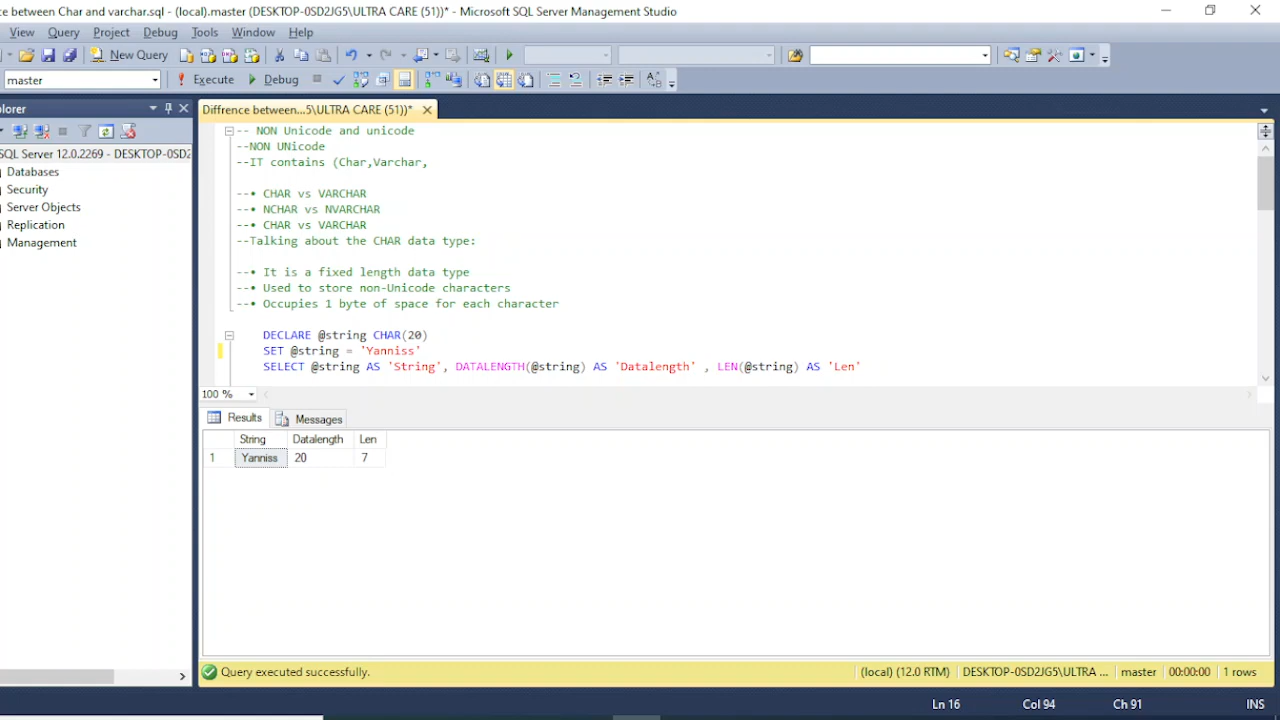 ce between Char and varchar.sql - (local).master (DESKTOP-0SD2JG5\ULTRA CARE (51))* - Microsoft SQL Server Management Studio
View Query Project Debug Tools Window Help
New Query
master Execute Debug
plorer
Diffrence between...5\ULTRA CARE (51))*
SQL Server 12.0.2269 - DESKTOP-0SD2
Databases
Security
Server Objects
Replication
Management
-- NON Unicode and unicode
--NON UNicode
--IT contains (Char,Varchar,
--• CHAR vs VARCHAR
--• NCHAR vs NVARCHAR
--• CHAR vs VARCHAR
--Talking about the CHAR data type:
--• It is a fixed length data type
--• Used to store non-Unicode characters
--• Occupies 1 byte of space for each character
DECLARE @string CHAR(20)
SET @string = 'Yanniss'
SELECT @string AS 'String', DATALENGTH(@string) AS 'Datalength' , LEN(@string) AS 'Len'
100 %
Results Messages
String Datalength Len
1 Yanniss 20 7
Query executed successfully.
(local) (12.0 RTM) DESKTOP-0SD2JG5\ULTRA ... master 00:00:00 1 rows
Ln 16 Col 94 Ch 91 INS